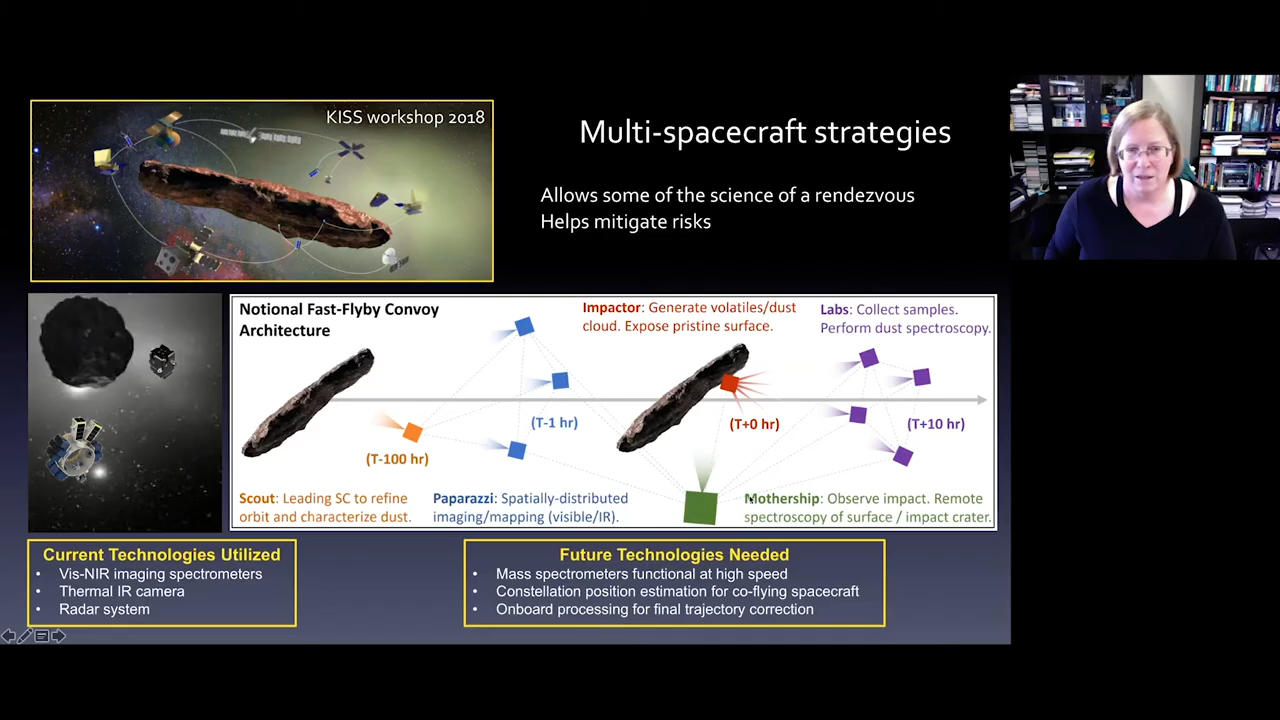 KISS workshop 2018
Multi-spacecraft strategies
Allows some of the science of a rendezvous
Helps mitigate risks
Notional Fast-Flyby Convoy
Architecture
Impactor: Generate volatiles/dust
cloud. Expose pristine surface.
Labs: Collect samples.
Perform dust spectroscopy.
(T-100 hr)
(T-1 hr)
(T+0 hr)
(T+10 hr)
Scout: Leading SC to refine
orbit and characterize dust.
Paparazzi: Spatially-distributed
imaging/mapping (visible/IR).
Mothership: Observe impact. Remote
spectroscopy of surface / impact crater.
Current Technologies Utilized
• Vis-NIR imaging spectrometers
• Thermal IR camera
• Radar system
Future Technologies Needed
• Mass spectrometers functional at high speed
• Constellation position estimation for co-flying spacecraft
• Onboard processing for final trajectory correction